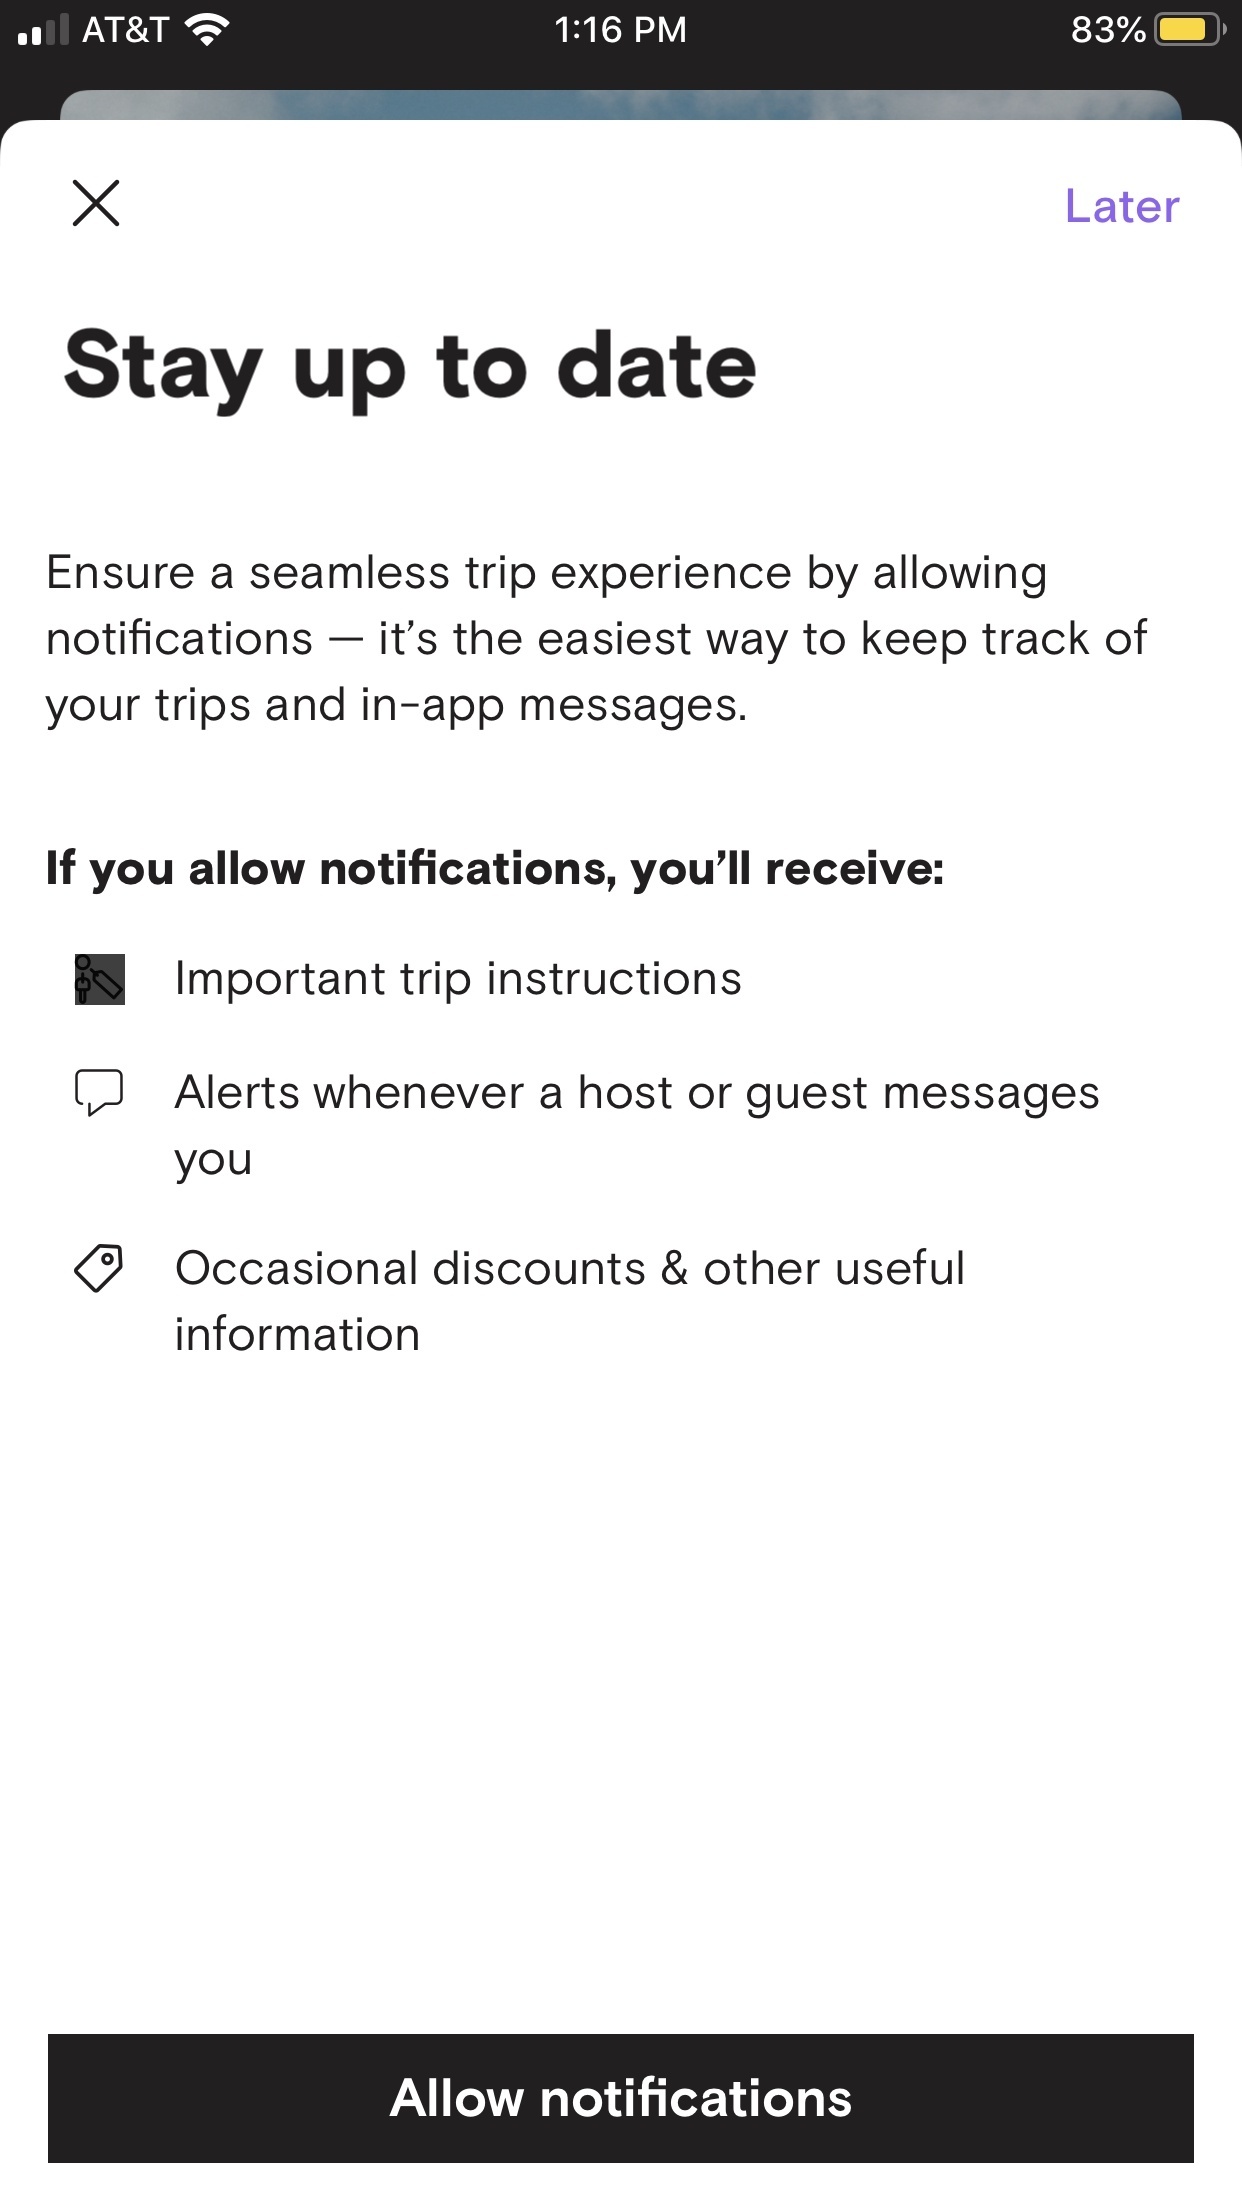 AT&T 1:16 PM 83%
Later
Stay up to date
Ensure a seamless trip experience by allowing
notifications — it’s the easiest way to keep track of
your trips and in-app messages.
If you allow notifications, you’ll receive:
Important trip instructions
Alerts whenever a host or guest messages
you
Occasional discounts & other useful
information
Allow notifications